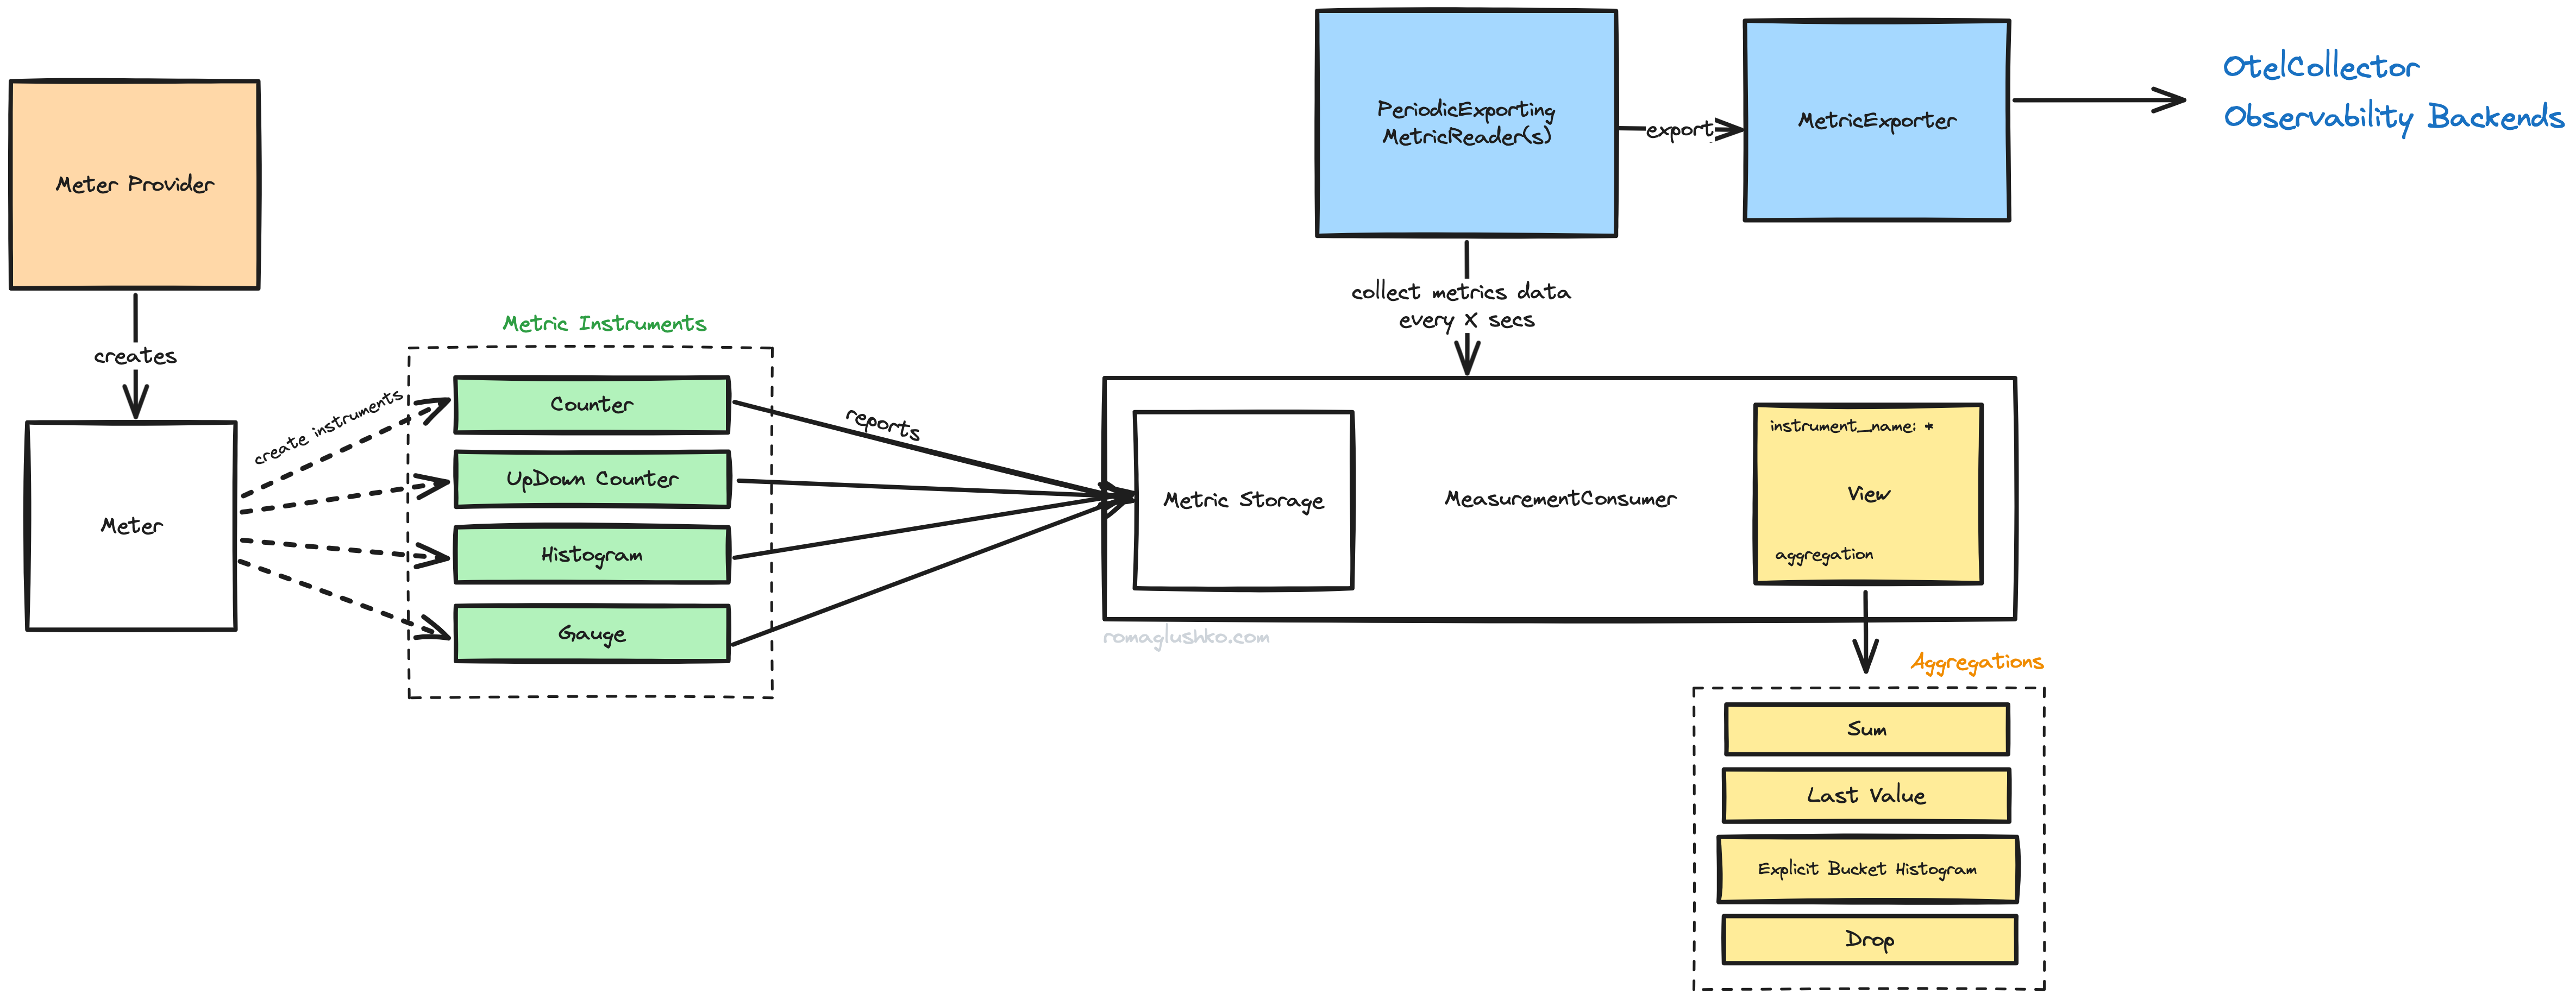 Meter Provider
creates
Meter
create instruments
Metric Instruments
Counter
UpDown Counter
Histogram
Gauge
reports
PeriodicExporting
MetricReader(s)
export
MetricExporter
OtelCollector
Observability Backends
collect metrics data
every X secs
Metric Storage
MeasurementConsumer
instrument_name: *
View
aggregation
romaglushko.com
Aggregations
Sum
Last Value
Explicit Bucket Histogram
Drop